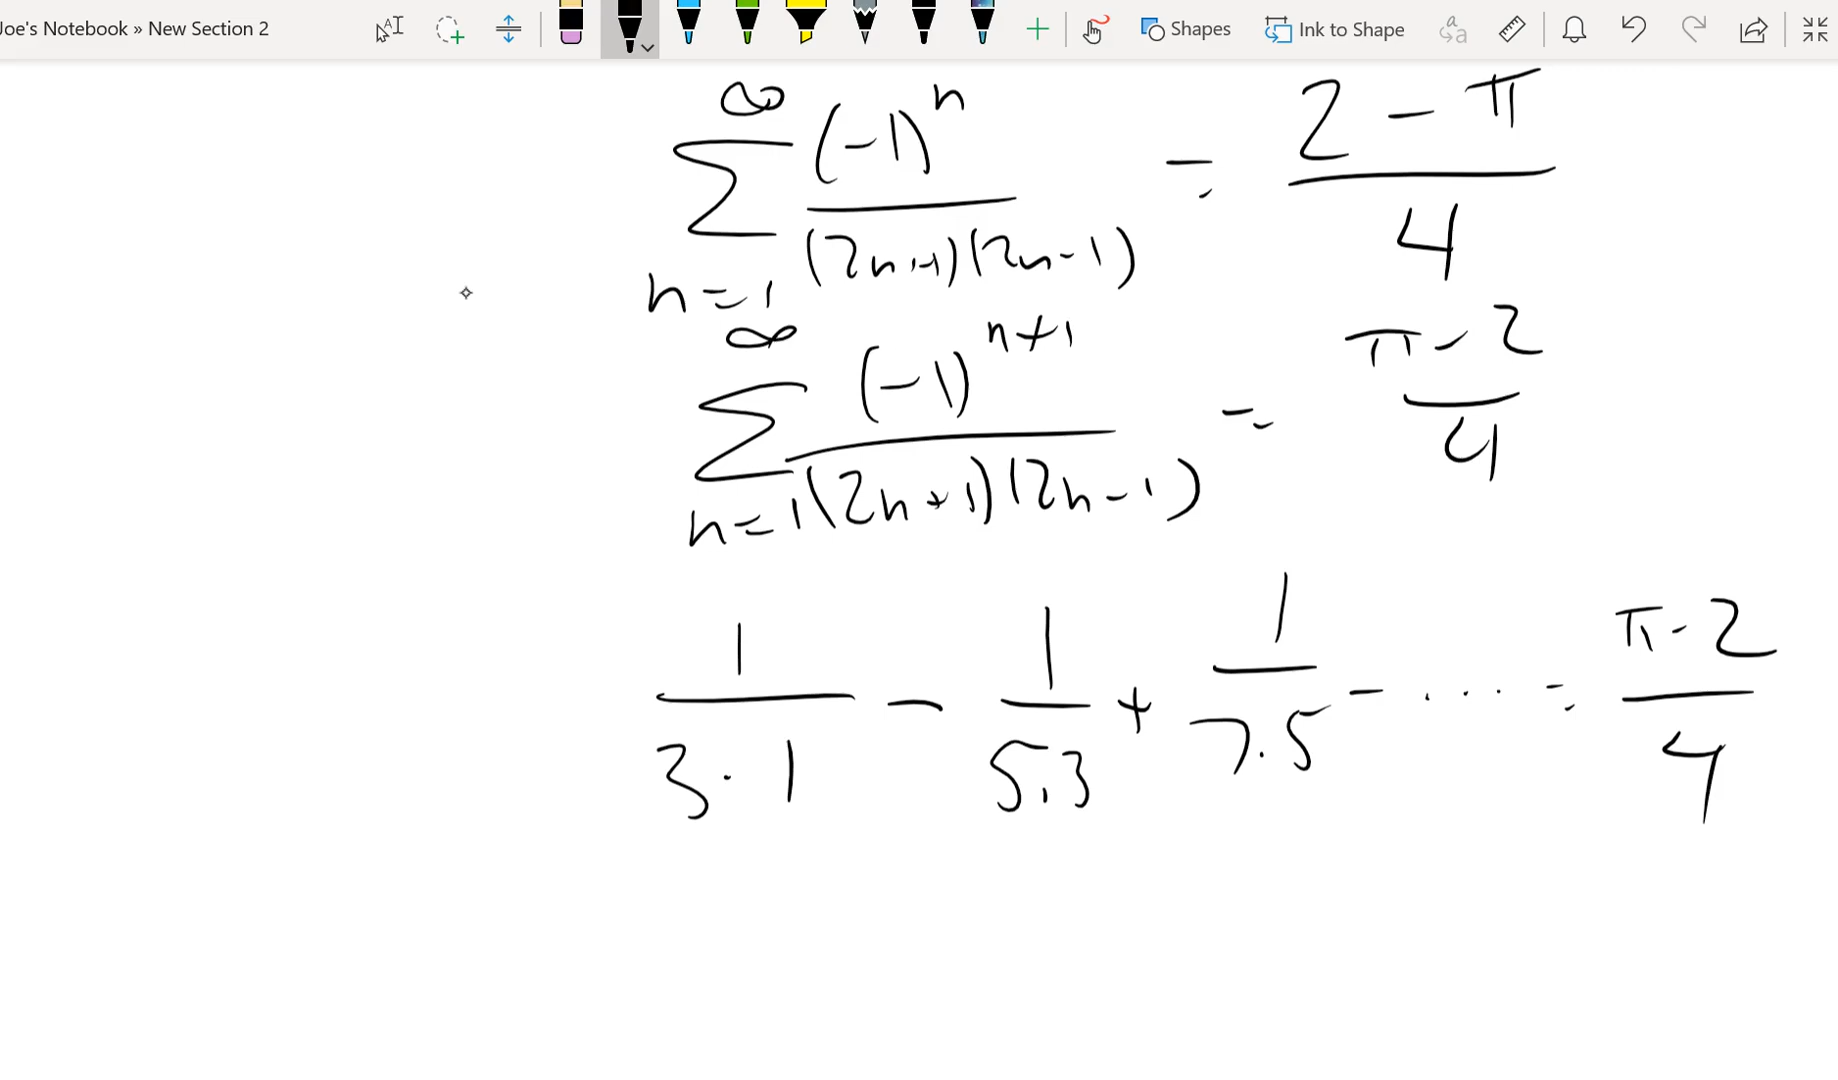 Joe's Notebook » New Section 2 Shapes Ink to Shape
∞ (-1)^n
∑ ———————— = (2 - π)/4
n=1 (2n+1)(2n-1)
∞ (-1)^(n+1)
∑ ———————— = (π - 2)/4
n=1 (2n+1)(2n-1)
1/(3·1) - 1/(5·3) + 1/(7·5) - .... = (π-2)/4